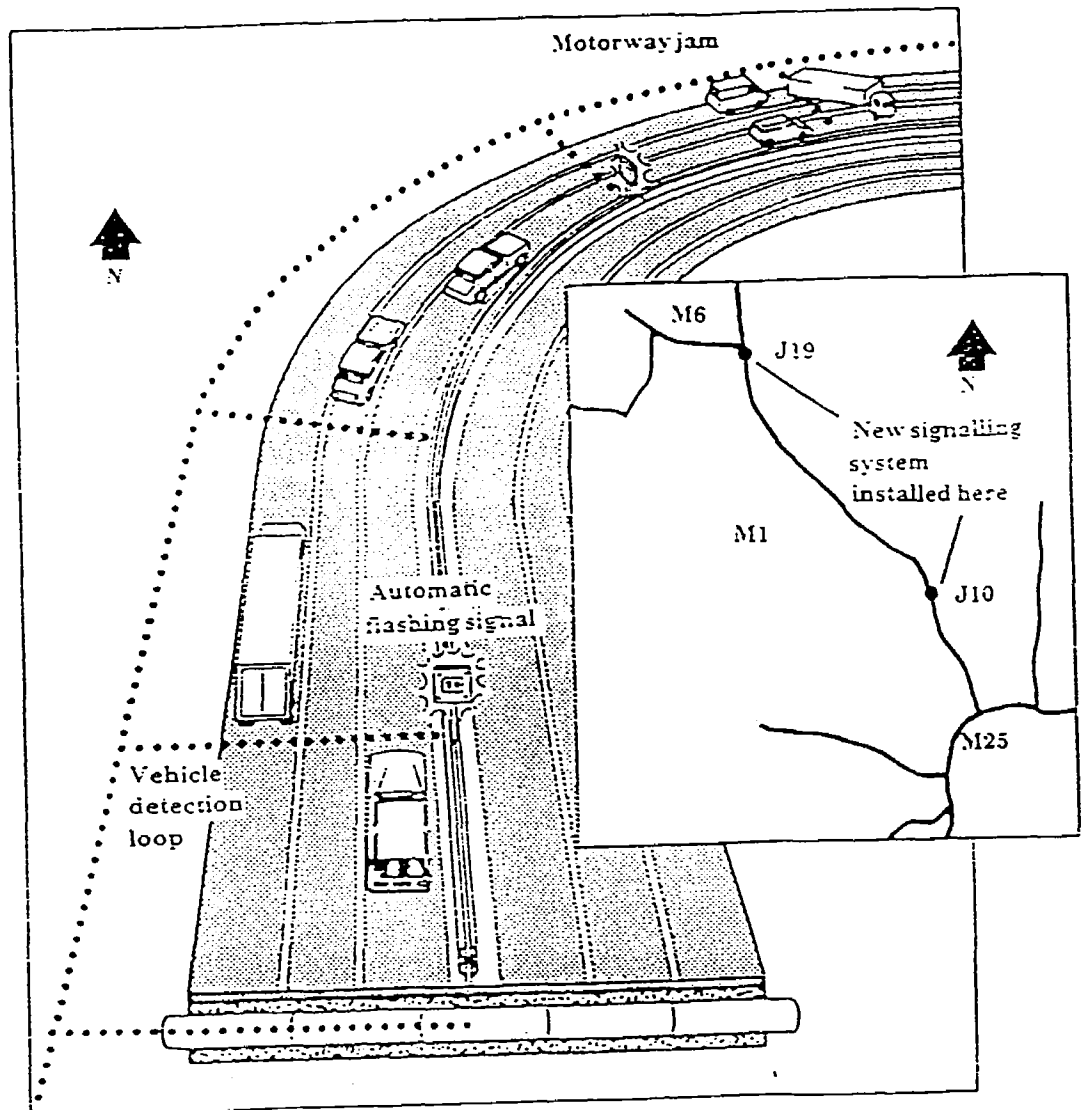 Motorway jam
N
M6
J19
N
New signalling
system
installed here
M1
J10
Automatic
flashing signal
M25
Vehicle
detection
loop